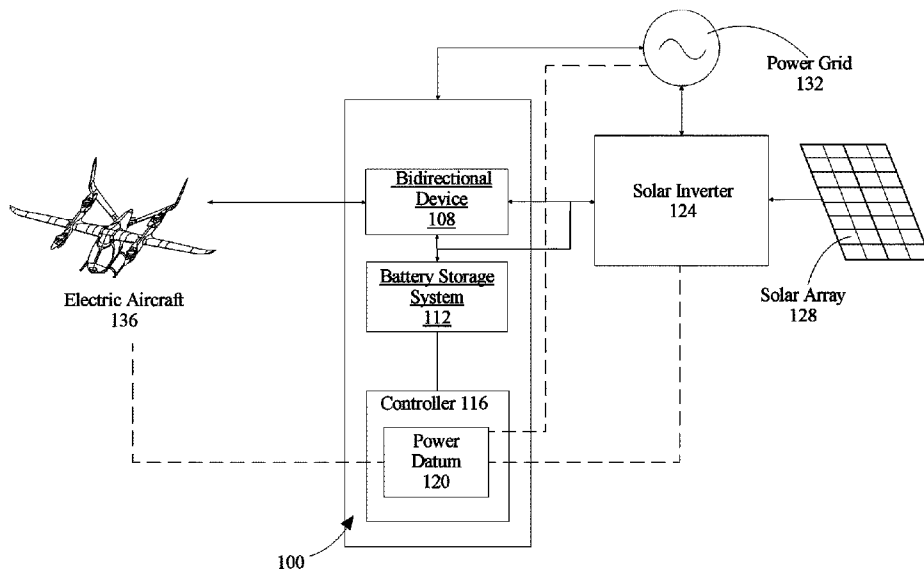 Power Grid
132
Bidirectional
Device
108
Solar Inverter
124
Battery Storage
System
112
Electric Aircraft
136
Solar Array
128
Controller 116
Power
Datum
120
100